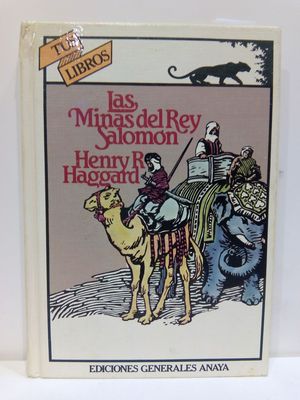 TUS
LIBROS
Las
Minas del Rey
Salomón
Henry R.
Haggard
EDICIONES GENERALES ANAYA